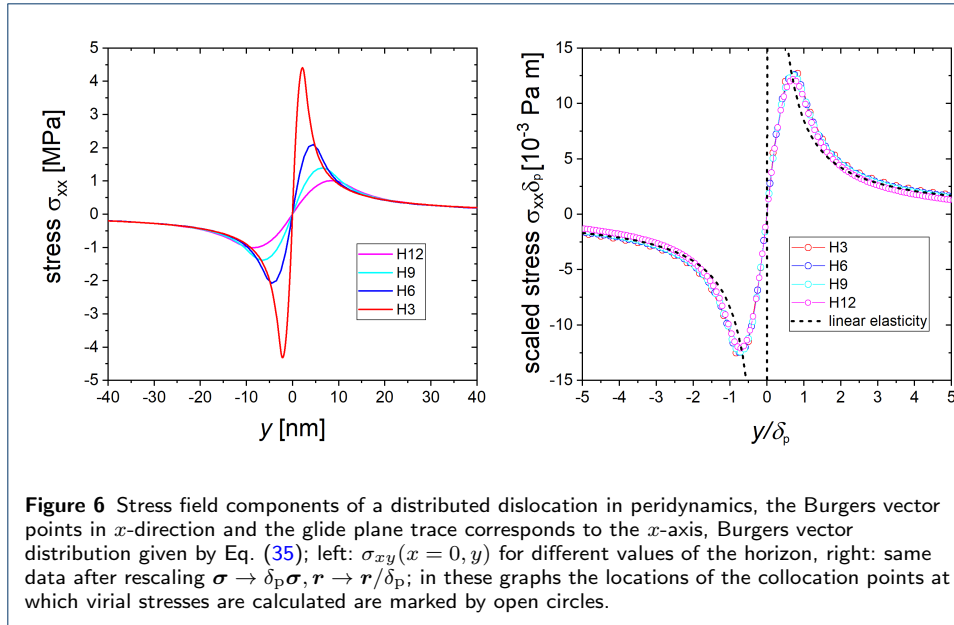 5
4
3
2
1
0
-1
-2
-3
-4
-5
-40 -30 -20 -10 0 10 20 30 40
stress σxx [MPa]
y [nm]
H12
H9
H6
H3
15
10
5
0
-5
-10
-15
-5 -4 -3 -2 -1 0 1 2 3 4 5
scaled stress σxxδp [10⁻³ Pa m]
y/δp
H3
H6
H9
H12
linear elasticity
Figure 6 Stress field components of a distributed dislocation in peridynamics, the Burgers vector
points in x-direction and the glide plane trace corresponds to the x-axis, Burgers vector
distribution given by Eq. (35); left: σxy(x = 0, y) for different values of the horizon, right: same
data after rescaling σ → δpσ, r → r/δp; in these graphs the locations of the collocation points at
which virial stresses are calculated are marked by open circles.